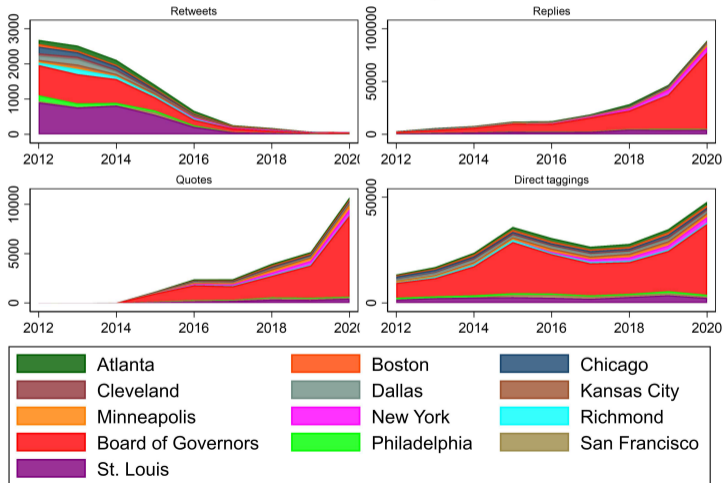 Retweets
Replies
3000
2000
1000
0
2012 2014 2016 2018 2020
100000
50000
0
2012 2014 2016 2018 2020
Quotes
Direct taggings
10000
5000
0
2012 2014 2016 2018 2020
50000
0
2012 2014 2016 2018 2020
Atlanta Boston Chicago
Cleveland Dallas Kansas City
Minneapolis New York Richmond
Board of Governors Philadelphia San Francisco
St. Louis